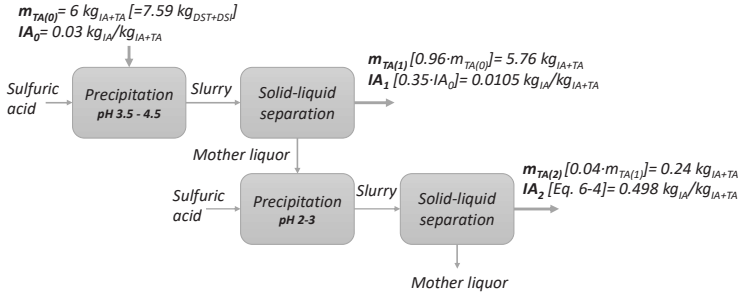 m_TA(0)= 6 kg_IA+TA [=7.59 kg_DST+DSI]
IA_0= 0.03 kg_IA/kg_IA+TA
m_TA(1) [0.96·m_TA(0)]= 5.76 kg_IA+TA
IA_1 [0.35·IA_0]= 0.0105 kg_IA/kg_IA+TA
Sulfuric
acid
Precipitation
pH 3.5 - 4.5
Slurry
Solid-liquid
separation
Mother liquor
m_TA(2) [0.04·m_TA(1)]= 0.24 kg_IA+TA
IA_2 [Eq. 6-4]= 0.498 kg_IA/kg_IA+TA
Sulfuric
acid
Precipitation
pH 2-3
Slurry
Solid-liquid
separation
Mother liquor